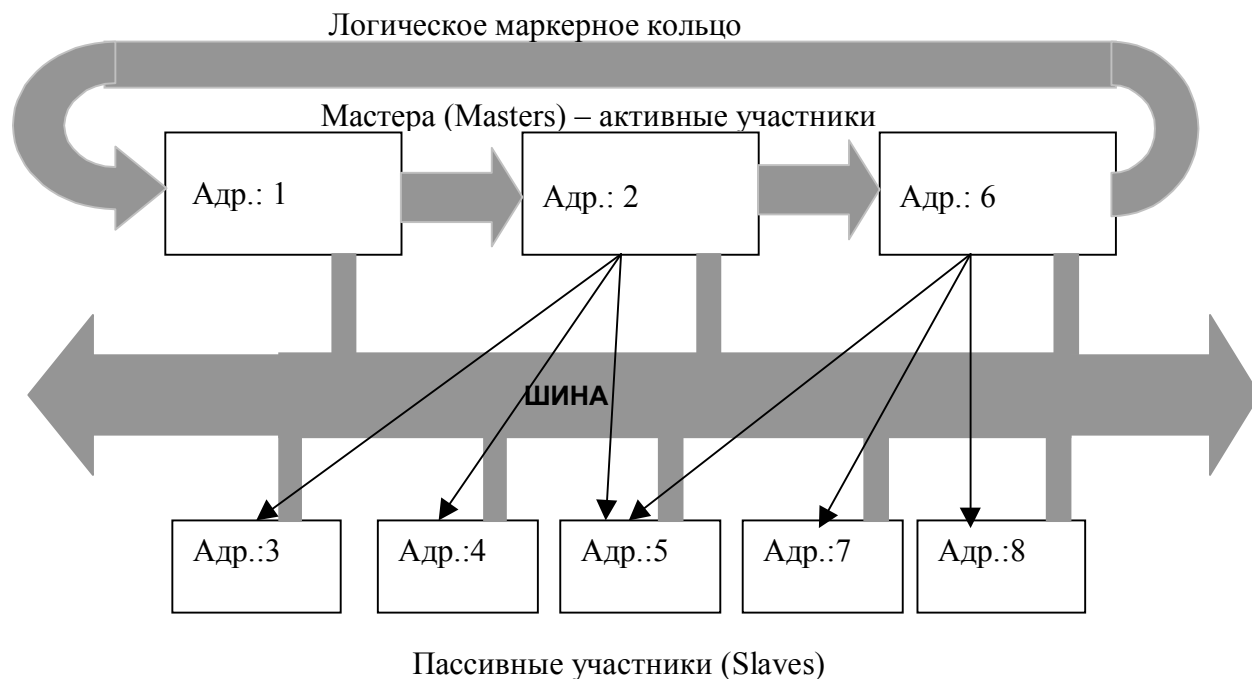 Логическое маркерное кольцо
Мастера (Masters) – активные участники
Адр.: 1
Адр.: 2
Адр.: 6
ШИНА
Адр.:3
Адр.:4
Адр.:5
Адр.:7
Адр.:8
Пассивные участники (Slaves)